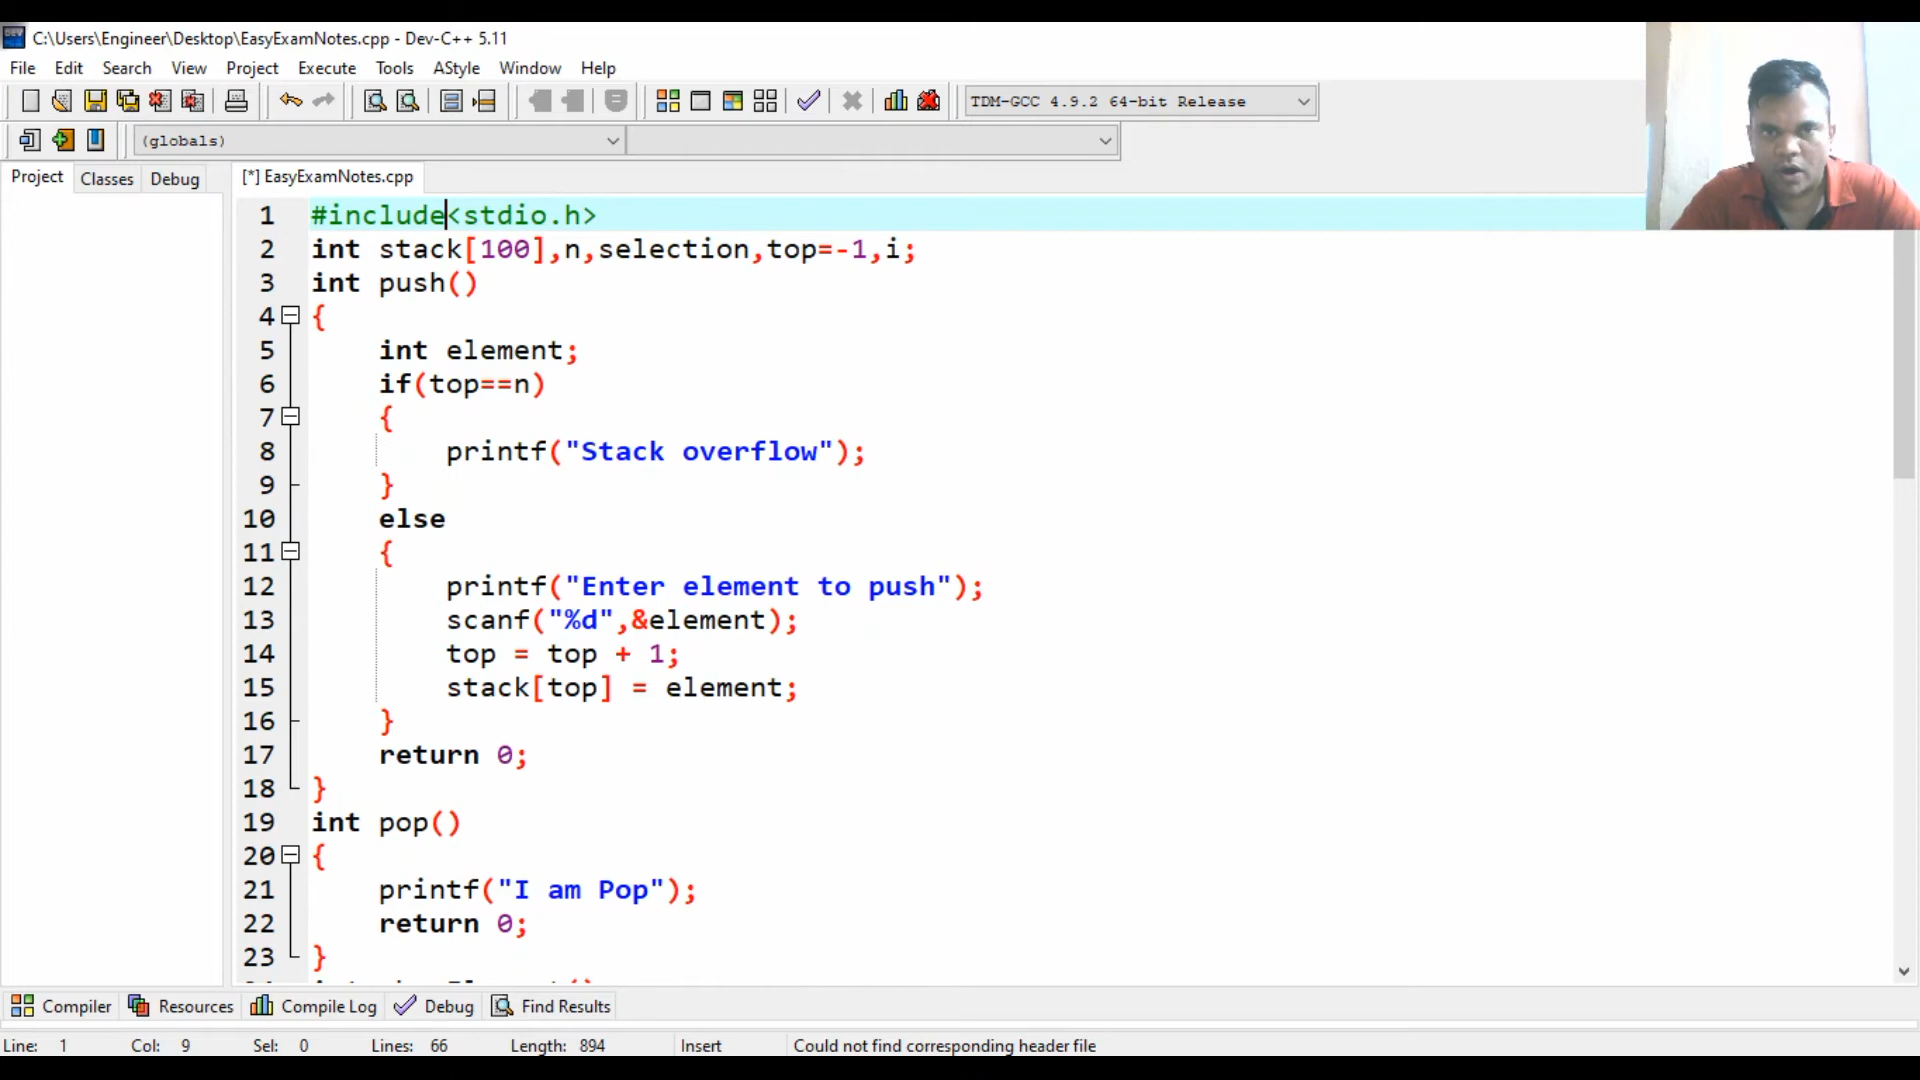 C:\Users\Engineer\Desktop\EasyExamNotes.cpp - Dev-C++ 5.11
File Edit Search View Project Execute Tools AStyle Window Help
TDM-GCC 4.9.2 64-bit Release
(globals)
Project Classes Debug
[*] EasyExamNotes.cpp
1 #include<stdio.h>
2 int stack[100],n,selection,top=-1,i;
3 int push()
4 {
5 int element;
6 if(top==n)
7 {
8 printf("Stack overflow");
9 }
10 else
11 {
12 printf("Enter element to push");
13 scanf("%d",&element);
14 top = top + 1;
15 stack[top] = element;
16 }
17 return 0;
18 }
19 int pop()
20 {
21 printf("I am Pop");
22 return 0;
23 }
Compiler Resources Compile Log Debug Find Results
Line: 1 Col: 9 Sel: 0 Lines: 66 Length: 894 Insert Could not find corresponding header file